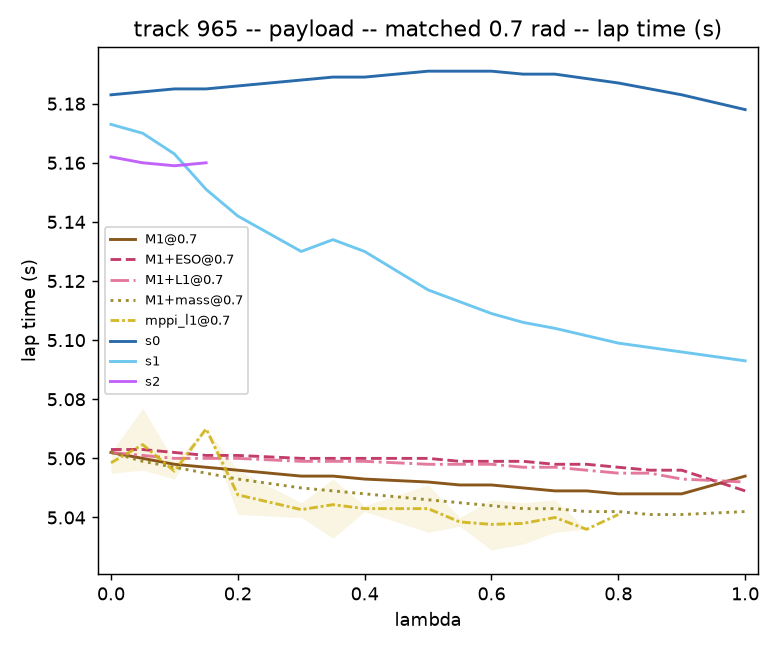 track 965 -- payload -- matched 0.7 rad -- lap time (s)
lap time (s)
5.18
5.16
5.14
5.12
5.10
5.08
5.06
5.04
M1@0.7
M1+ESO@0.7
M1+L1@0.7
M1+mass@0.7
mppi_l1@0.7
s0
s1
s2
0.0 0.2 0.4 0.6 0.8 1.0
lambda